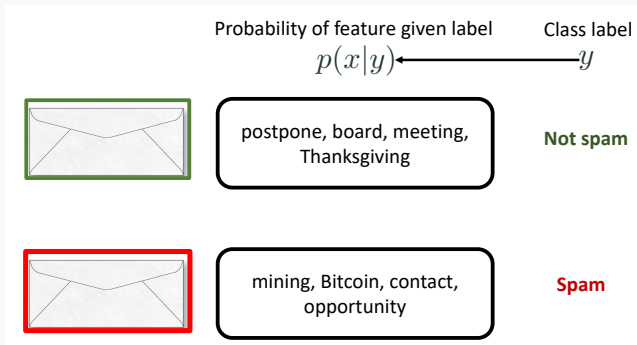 Probability of feature given label
Class label
p(x|y)
y
postpone, board, meeting,
Thanksgiving
Not spam
mining, Bitcoin, contact,
opportunity
Spam